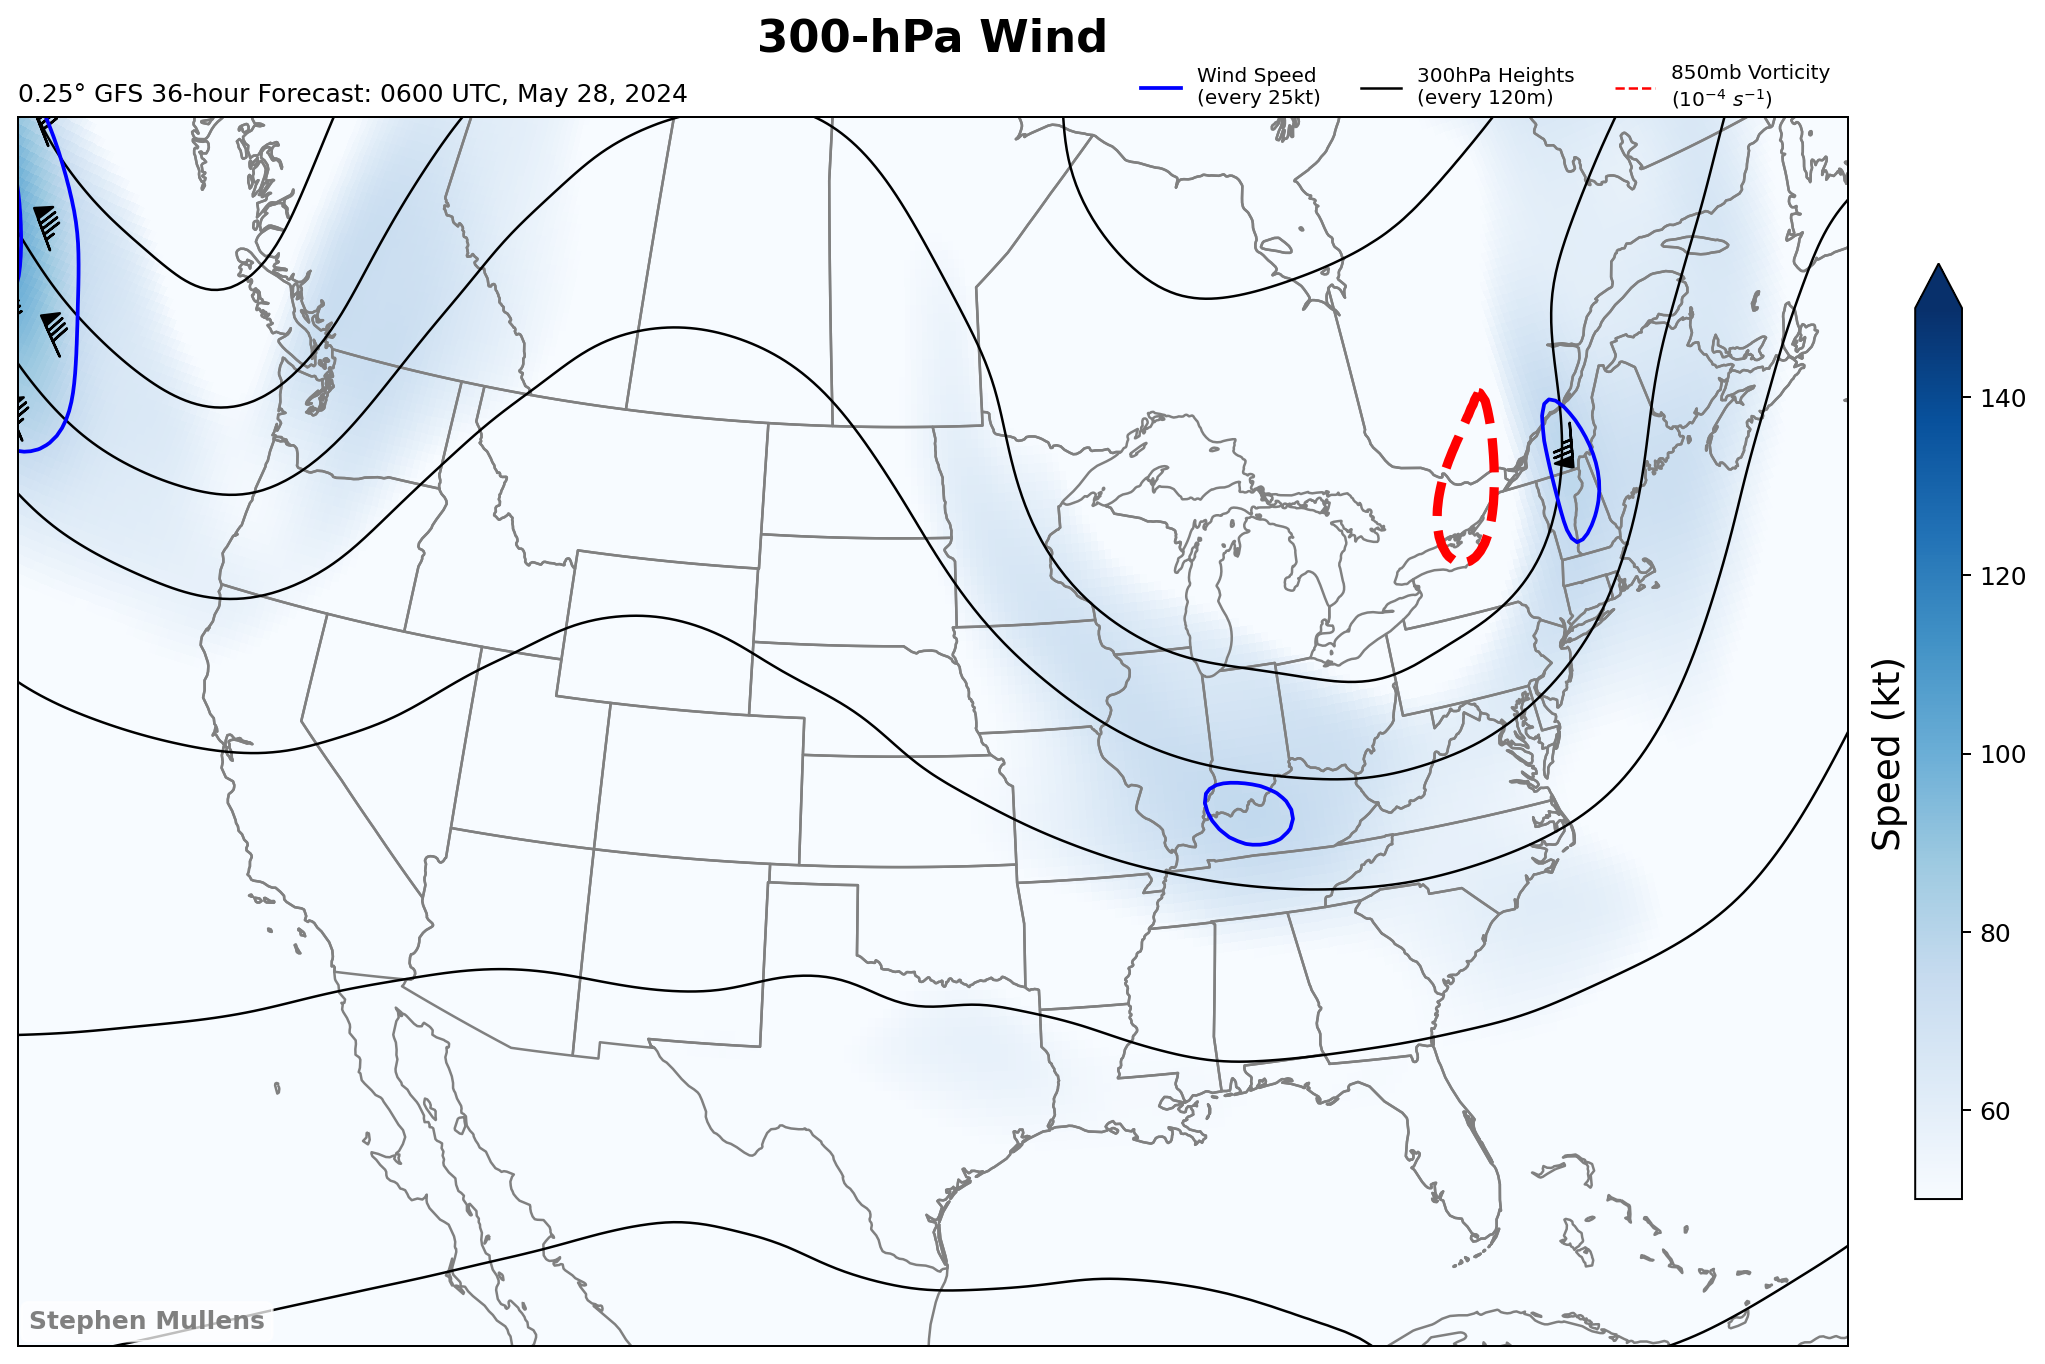 300-hPa Wind
0.25° GFS 36-hour Forecast: 0600 UTC, May 28, 2024
Wind Speed
(every 25kt)
300hPa Heights
(every 120m)
850mb Vorticity
(10⁻⁴ s⁻¹)
140
120
100
80
60
Speed (kt)
Stephen Mullens